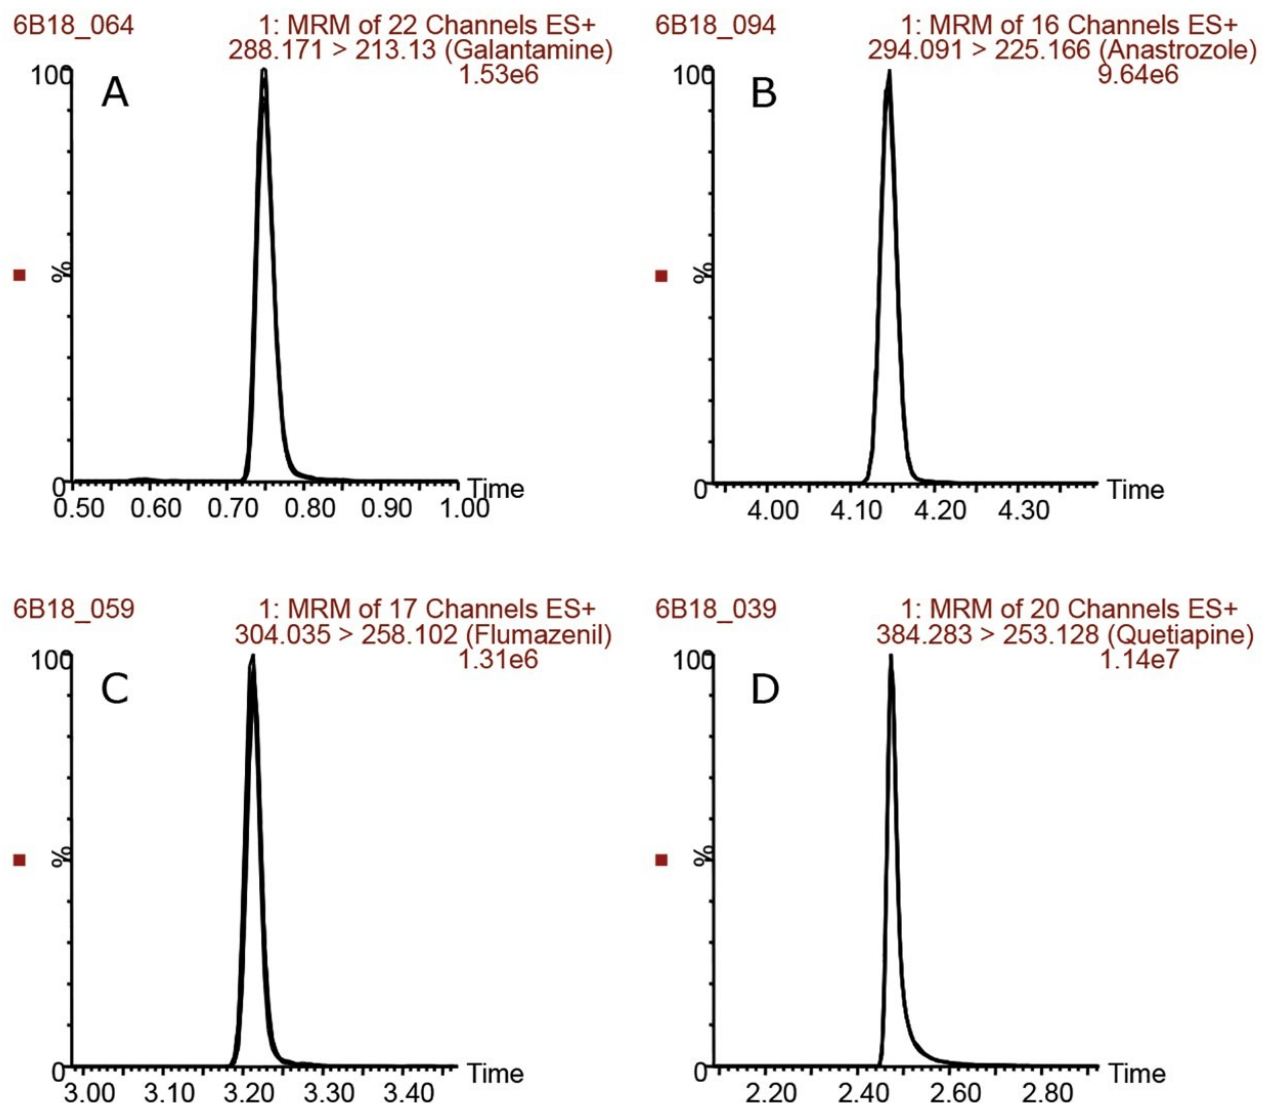 6B18_064
1: MRM of 22 Channels ES+
288.171 > 213.13 (Galantamine)
1.53e6
100
A
%
0
Time
0.50 0.60 0.70 0.80 0.90 1.00
6B18_094
1: MRM of 16 Channels ES+
294.091 > 225.166 (Anastrozole)
9.64e6
100
B
%
0
Time
4.00 4.10 4.20 4.30
6B18_059
1: MRM of 17 Channels ES+
304.035 > 258.102 (Flumazenil)
1.31e6
100
C
%
0
Time
3.00 3.10 3.20 3.30 3.40
6B18_039
1: MRM of 20 Channels ES+
384.283 > 253.128 (Quetiapine)
1.14e7
100
D
%
0
Time
2.20 2.40 2.60 2.80